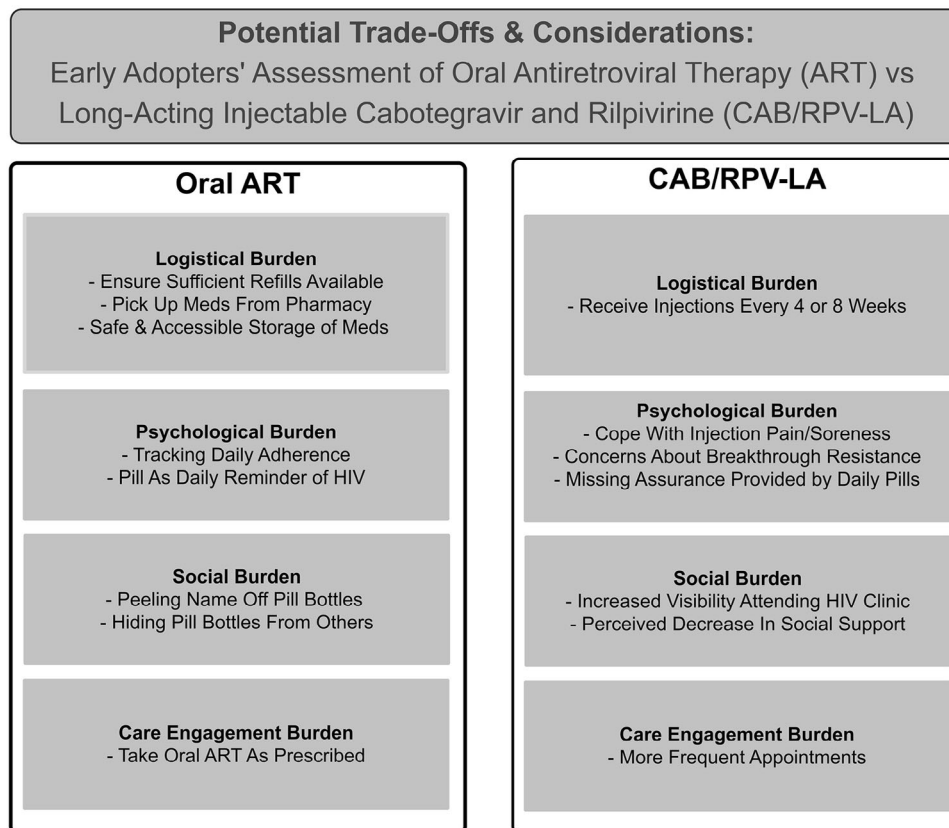 Potential Trade-Offs & Considerations:
Early Adopters' Assessment of Oral Antiretroviral Therapy (ART) vs
Long-Acting Injectable Cabotegravir and Rilpivirine (CAB/RPV-LA)
Oral ART
Logistical Burden
- Ensure Sufficient Refills Available
- Pick Up Meds From Pharmacy
- Safe & Accessible Storage of Meds
Psychological Burden
- Tracking Daily Adherence
- Pill As Daily Reminder of HIV
Social Burden
- Peeling Name Off Pill Bottles
- Hiding Pill Bottles From Others
Care Engagement Burden
- Take Oral ART As Prescribed
CAB/RPV-LA
Logistical Burden
- Receive Injections Every 4 or 8 Weeks
Psychological Burden
- Cope With Injection Pain/Soreness
- Concerns About Breakthrough Resistance
- Missing Assurance Provided by Daily Pills
Social Burden
- Increased Visibility Attending HIV Clinic
- Perceived Decrease In Social Support
Care Engagement Burden
- More Frequent Appointments